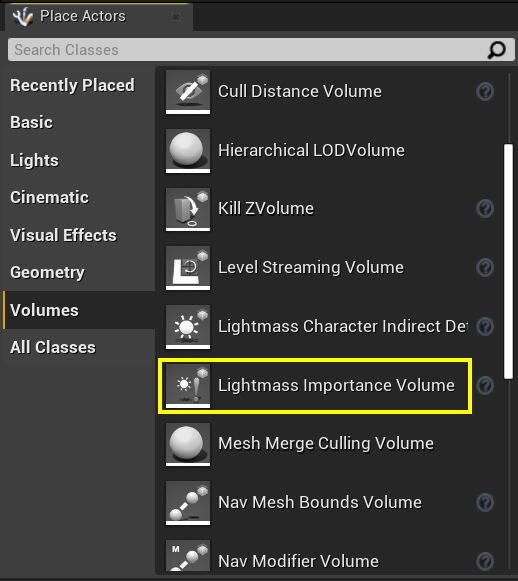 Place Actors
Search Classes
Recently Placed
Basic
Lights
Cinematic
Visual Effects
Geometry
Volumes
All Classes
Cull Distance Volume
?
Hierarchical LODVolume
Kill ZVolume
?
Level Streaming Volume
?
Lightmass Character Indirect Det
?
Lightmass Importance Volume
?
Mesh Merge Culling Volume
Nav Mesh Bounds Volume
?
M
Nav Modifier Volume
?